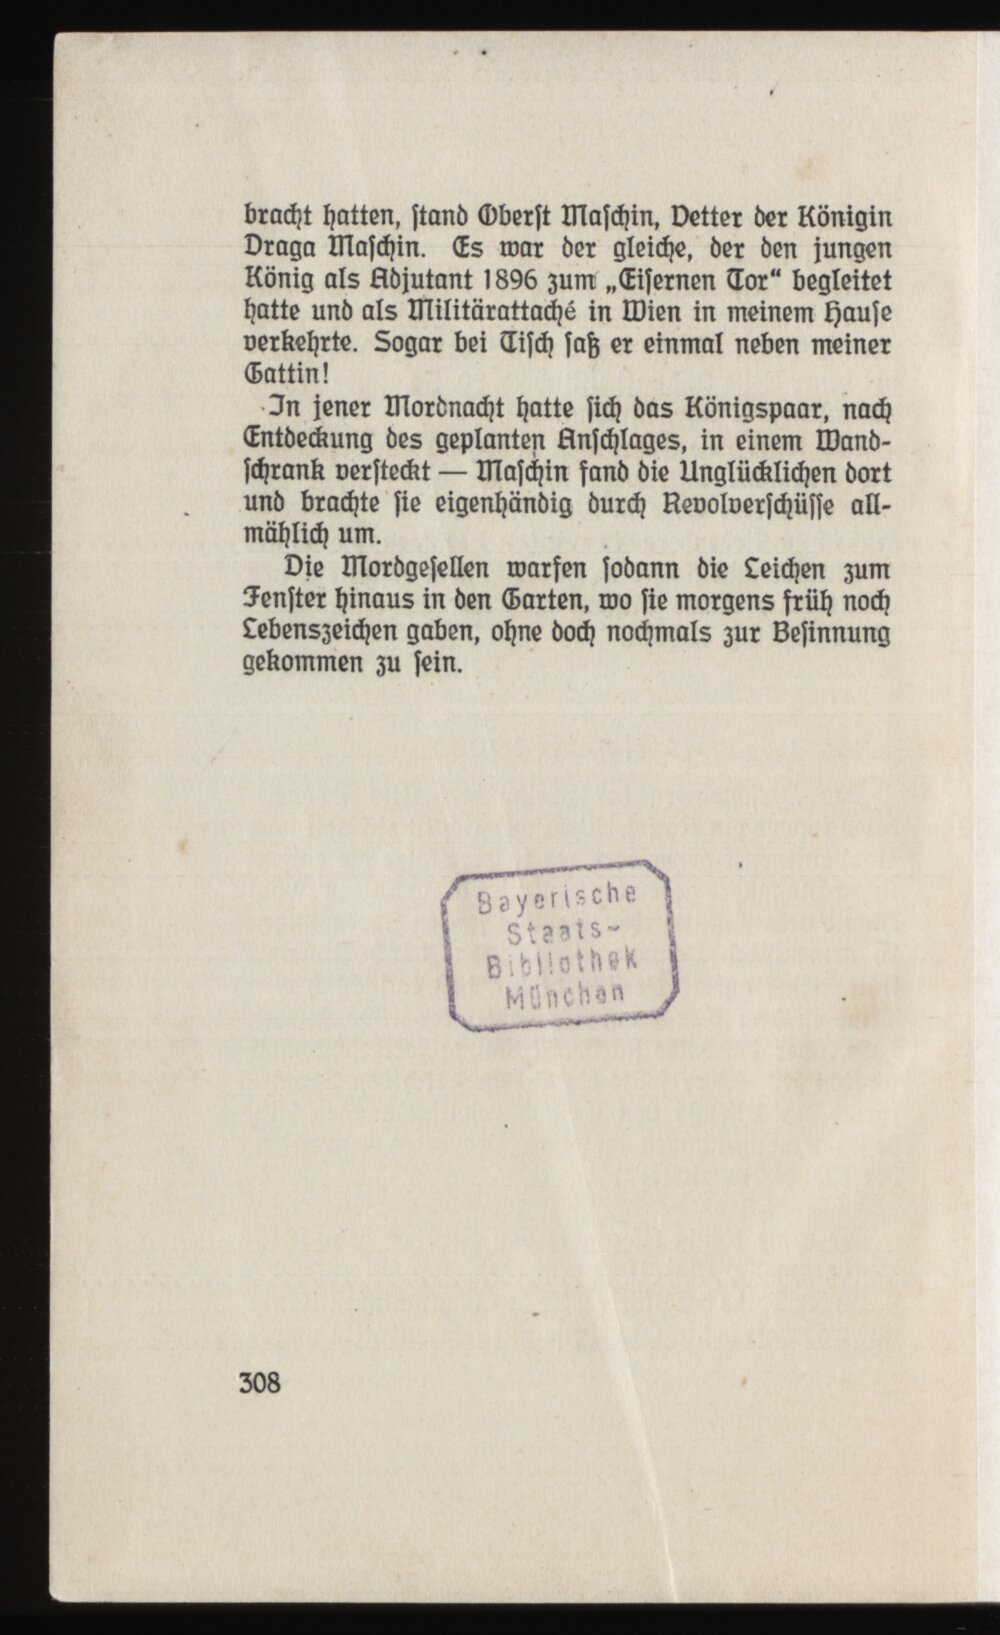 bracht hatten, stand Oberst Maschin, Vetter der Königin
Draga Maschin. Es war der gleiche, der den jungen
König als Adjutant 1896 zum „Eisernen Tor“ begleitet
hatte und als Militärattaché in Wien in meinem Hause
verkehrte. Sogar bei Tisch saß er einmal neben meiner
Gattin!
In jener Mordnacht hatte sich das Königspaar, nach
Entdeckung des geplanten Anschlages, in einem Wand-
schrank versteckt — Maschin fand die Unglücklichen dort
und brachte sie eigenhändig durch Revolverschüsse all-
mählich um.
Die Mordgesellen warfen sodann die Leichen zum
Fenster hinaus in den Garten, wo sie morgens früh noch
Lebenszeichen gaben, ohne doch nochmals zur Besinnung
gekommen zu sein.
Bayerische
Staats-
Bibliothek
München
308